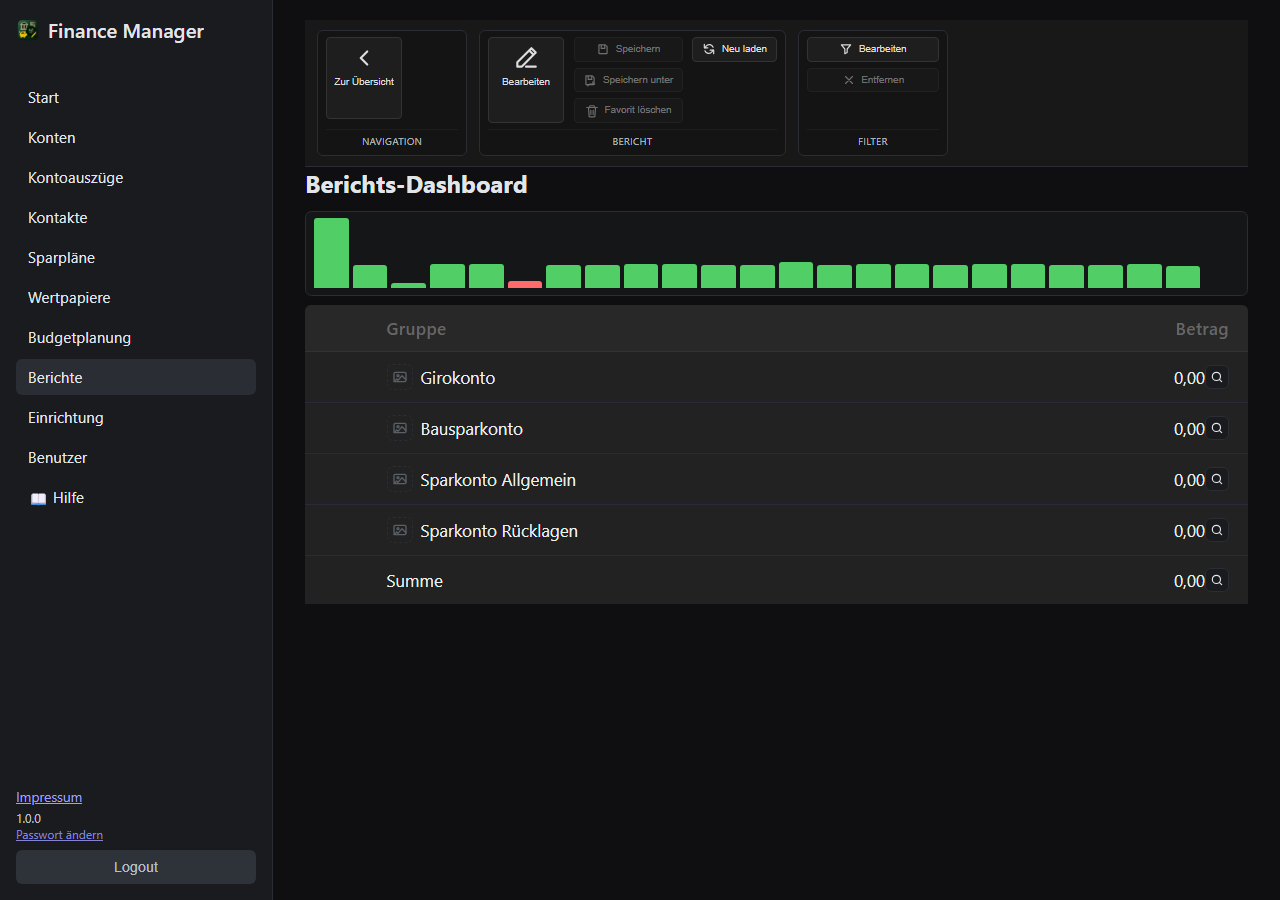 Finance Manager
Start
Konten
Kontoauszüge
Kontakte
Sparpläne
Wertpapiere
Budgetplanung
Berichte
Einrichtung
Benutzer
Hilfe
Impressum
1.0.0
Passwort ändern
Logout
Zur Übersicht
NAVIGATION
Bearbeiten
Speichern
Speichern unter
Favorit löschen
Neu laden
BERICHT
Bearbeiten
Entfernen
FILTER
Berichts-Dashboard
Gruppe Betrag
Girokonto 0,00
Bausparkonto 0,00
Sparkonto Allgemein 0,00
Sparkonto Rücklagen 0,00
Summe 0,00